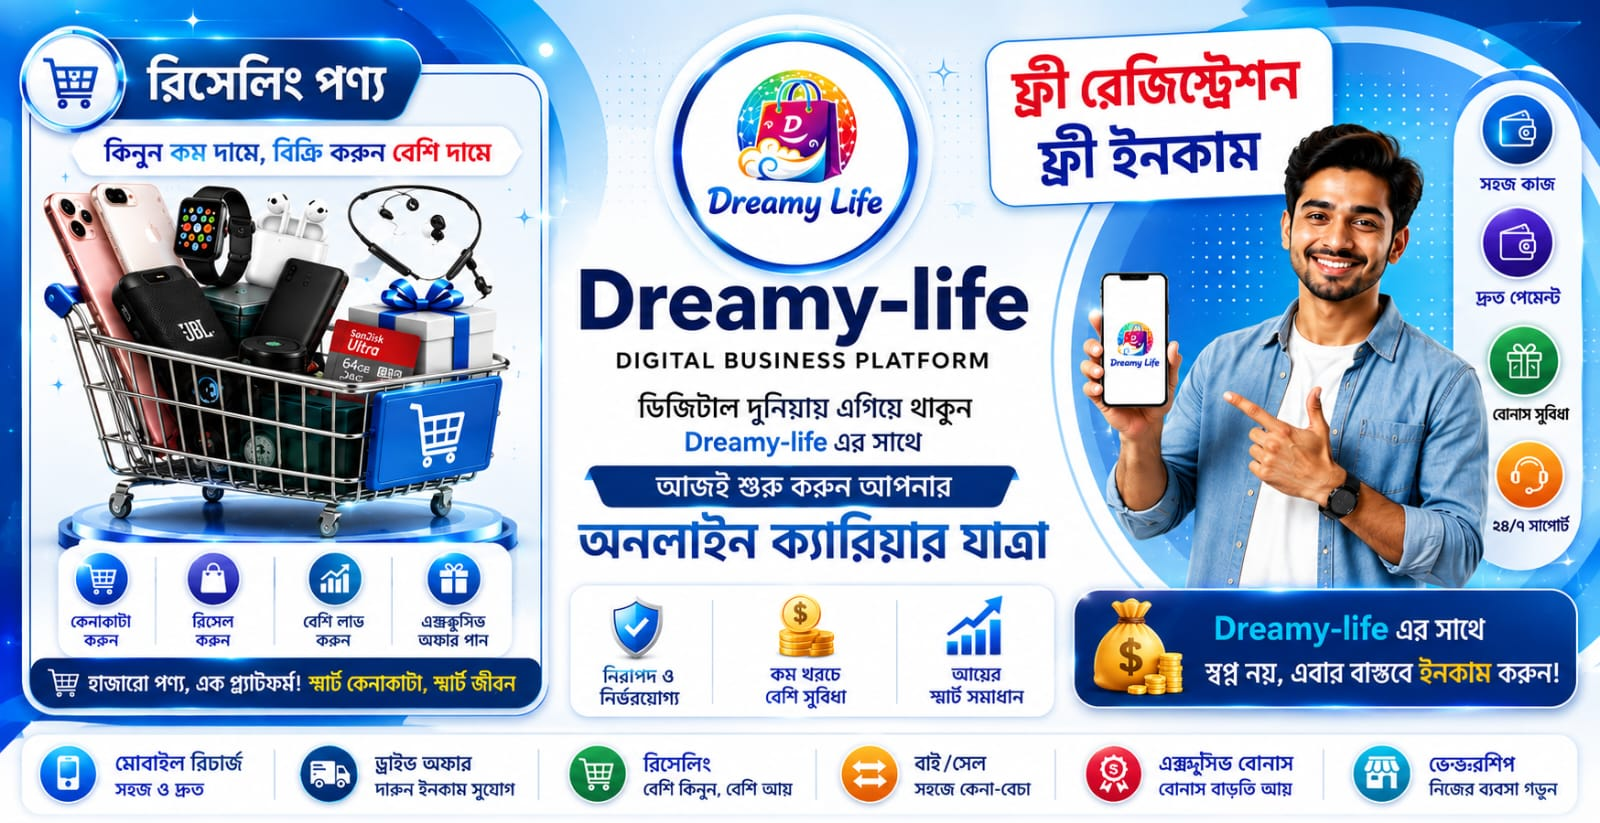 রিসেলিং পণ্য
কিনুন কম দামে, বিক্রি করুন বেশি দামে
JBL
SanDisk
Ultra
64GB
কেনাকাটা
করুন
রিসেল
করুন
বেশি লাভ
করুন
এক্সক্লুসিভ
অফার পান
হাজারো পণ্য, এক প্ল্যাটফর্ম! স্মার্ট কেনাকাটা, স্মার্ট জীবন
D
Dreamy Life
Dreamy-life
DIGITAL BUSINESS PLATFORM
ডিজিটাল দুনিয়ায় এগিয়ে থাকুন
Dreamy-life এর সাথে
আজই শুরু করুন আপনার
অনলাইন ক্যারিয়ার যাত্রা
নিরাপদ ও
নির্ভরযোগ্য
কম খরচে
বেশি সুবিধা
আয়ের
স্মার্ট সমাধান
ফ্রী রেজিস্ট্রেশন
ফ্রী ইনকাম
Dreamy Life
সহজ কাজ
দ্রুত পেমেন্ট
বোনাস সুবিধা
২৪/৭ সাপোর্ট
Dreamy-life এর সাথে
স্বপ্ন নয়, এবার বাস্তবে ইনকাম করুন!
মোবাইল রিচার্জ
সহজ ও দ্রুত
ড্রাইভ অফার
দারুন ইনকাম সুযোগ
রিসেলিং
বেশি কিনুন, বেশি আয়
বাই/সেল
সহজে কেনা-বেচা
এক্সক্লুসিভ বোনাস
বোনাস বাড়তি আয়
নিজের ব্যবসা গড়ুন